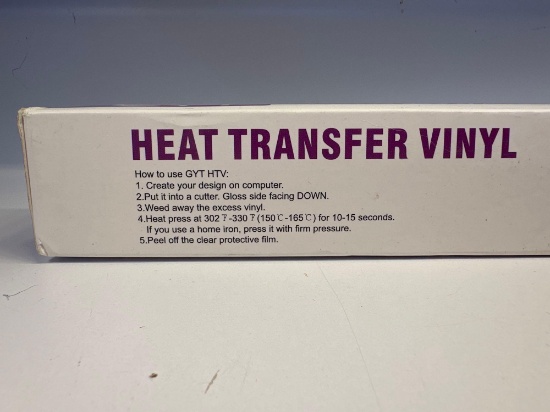 HEAT TRANSFER VINYL
How to use GYT HTV:
1. Create your design on computer.
2.Put it into a cutter. Gloss side facing DOWN.
3.Weed away the excess vinyl.
4.Heat press at 302℉-330℉(150℃-165℃) for 10-15 seconds.
If you use a home iron, press it with firm pressure.
5.Peel off the clear protective film.